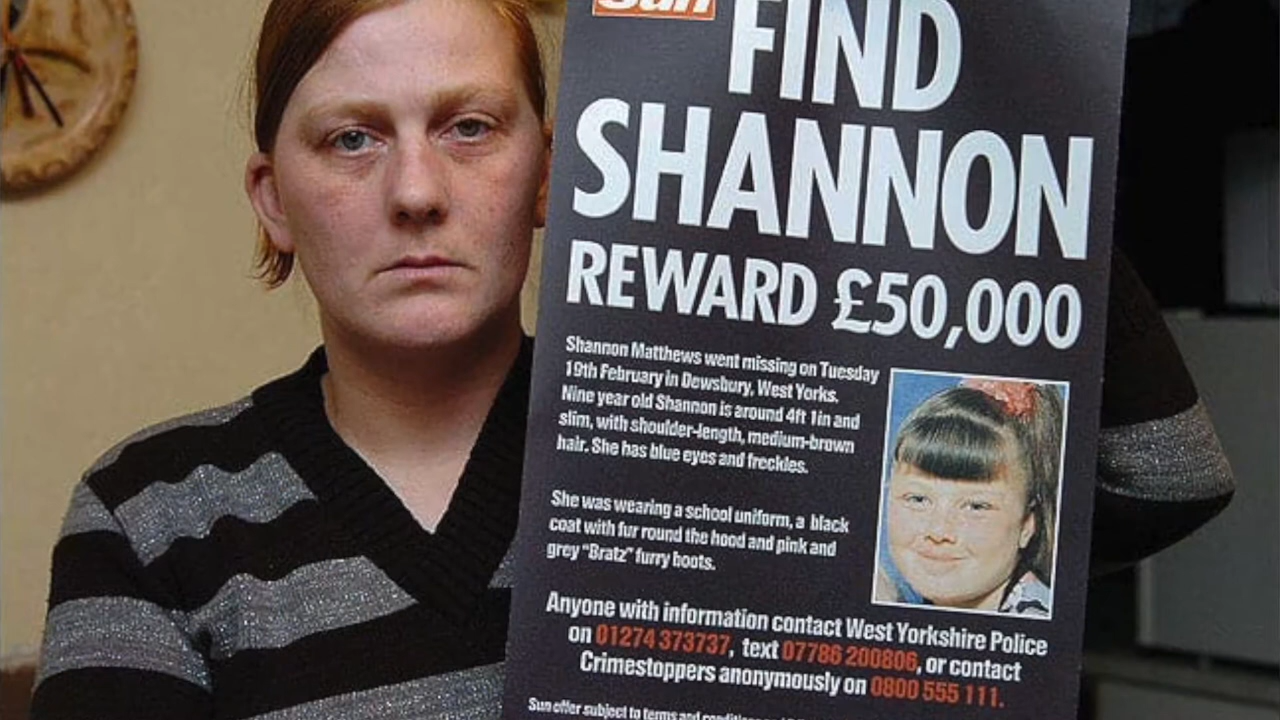 Sun
FIND
SHANNON
REWARD £50,000
Shannon Matthews went missing on Tuesday
19th February in Dewsbury, West Yorks.
Nine year old Shannon is around 4ft 1in and
slim, with shoulder-length, medium-brown
hair. She has blue eyes and freckles.
She was wearing a school uniform, a black
coat with fur round the hood and pink and
grey "Bratz" furry boots.
Anyone with information contact West Yorkshire Police
on 01274 373737, text 07786 200806, or contact
Crimestoppers anonymously on 0800 555 111.
Sun offer subject to terms and conditions